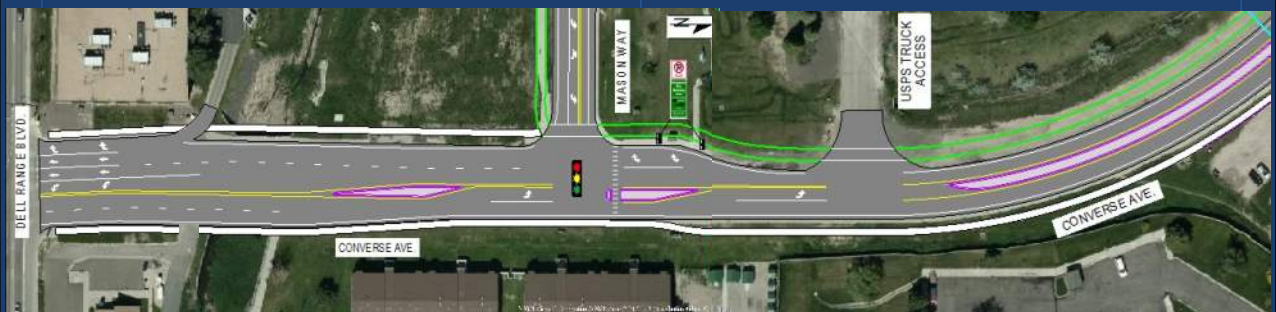 DELL RANGE BLVD.
MASON WAY
N
USPS TRUCK
ACCESS
CONVERSE AVE.
CONVERSE AVE.